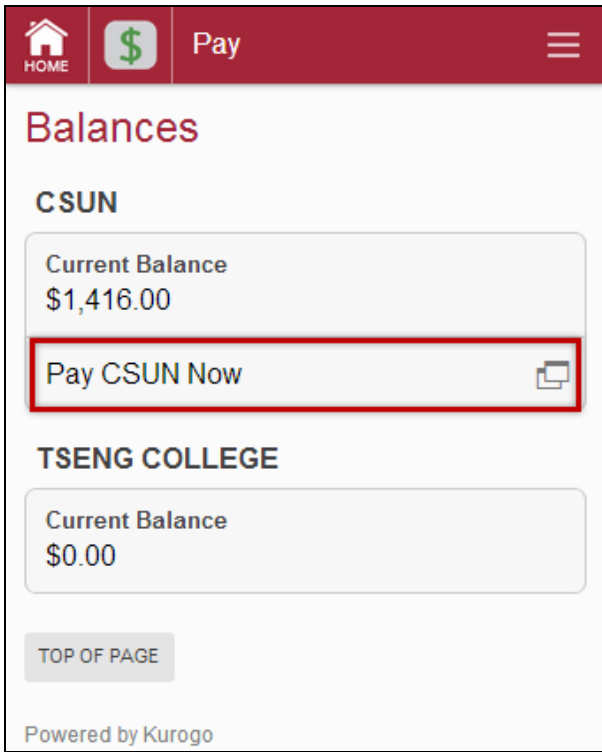 HOME
$
Pay
Balances
CSUN
Current Balance
$1,416.00
Pay CSUN Now
TSENG COLLEGE
Current Balance
$0.00
TOP OF PAGE
Powered by Kurogo